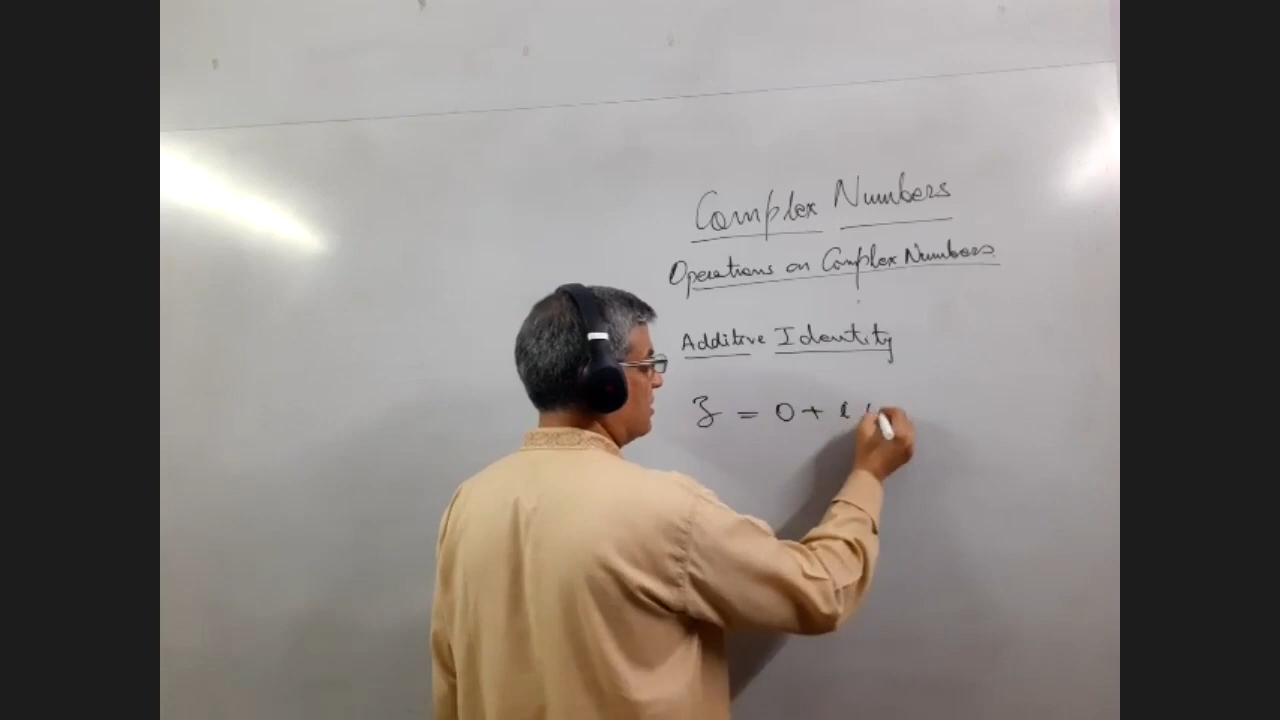 Complex Numbers
Operations on Complex Numbers
Additive Identity
z = 0 + i